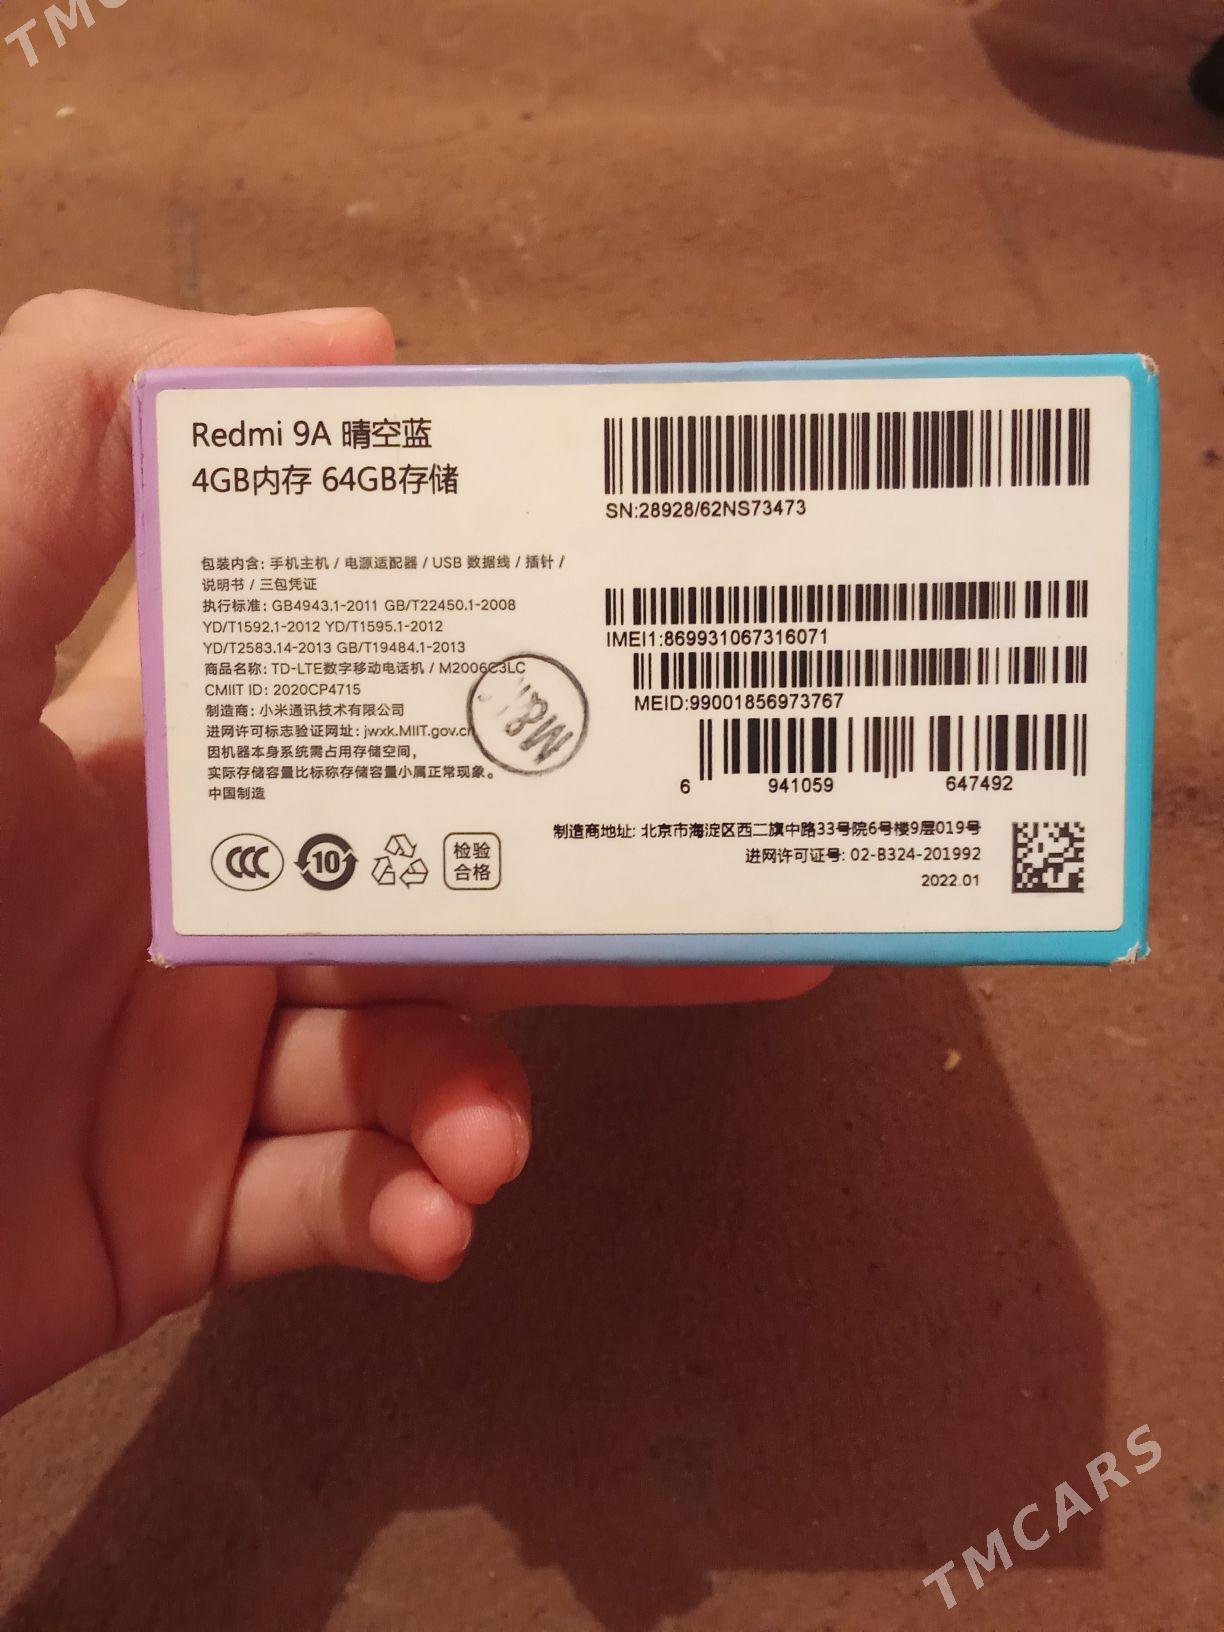 TMC
Redmi 9A 晴空蓝
4GB内存 64GB存储
SN:28928/62NS73473
包装内含: 手机主机 / 电源适配器 / USB 数据线 / 插针 /
说明书 / 三包凭证
执行标准: GB4943.1-2011 GB/T22450.1-2008
YD/T1592.1-2012 YD/T1595.1-2012
YD/T2583.14-2013 GB/T19484.1-2013
商品名称: TD-LTE数字移动电话机 / M2006C3LC
CMIIT ID: 2020CP4715
制造商: 小米通讯技术有限公司
进网许可标志验证网址: jwxk.MIIT.gov.cn
因机器本身系统需占用存储空间，
实际存储容量比标称存储容量小属正常现象。
中国制造
IMEI1:869931067316071
MEID:99001856973767
6 941059 647492
CCC
10
检验
合格
制造商地址: 北京市海淀区西二旗中路33号院6号楼9层019号
进网许可证号: 02-B324-201992
2022.01
TMCARS